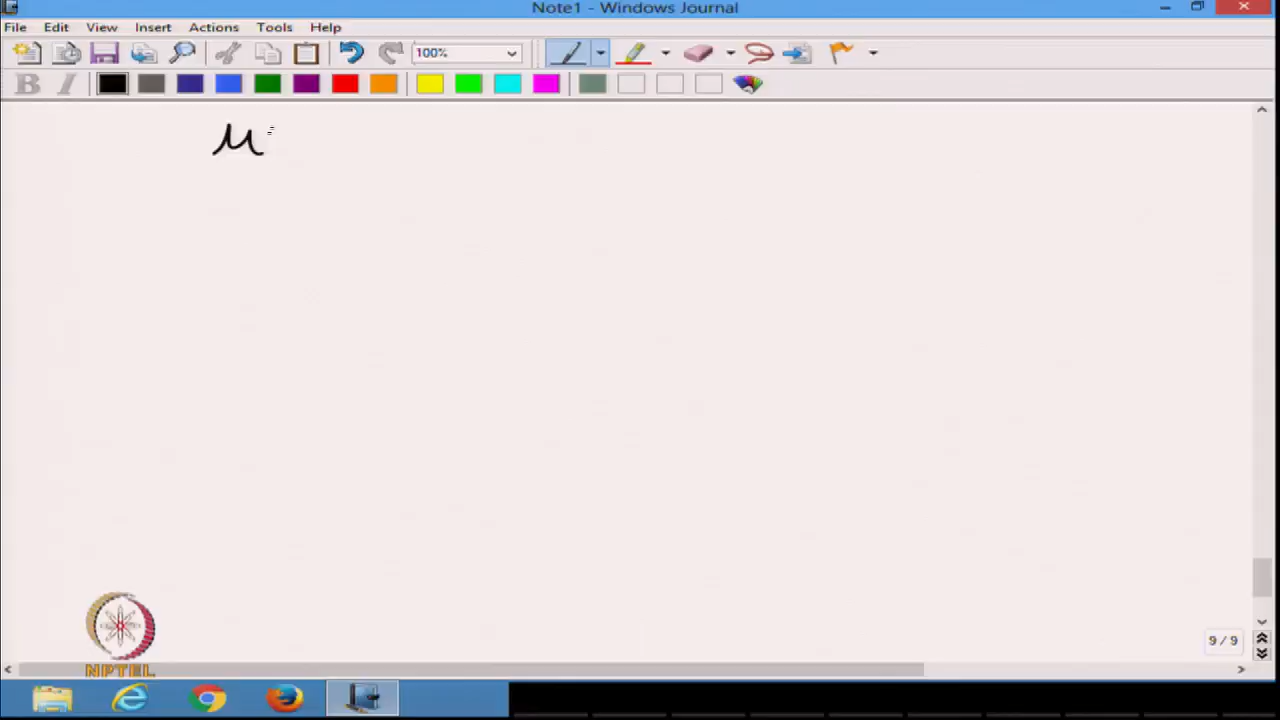 Note1 - Windows Journal
File Edit View Insert Actions Tools Help
100%
B I
μ
9 / 9
NPTEL